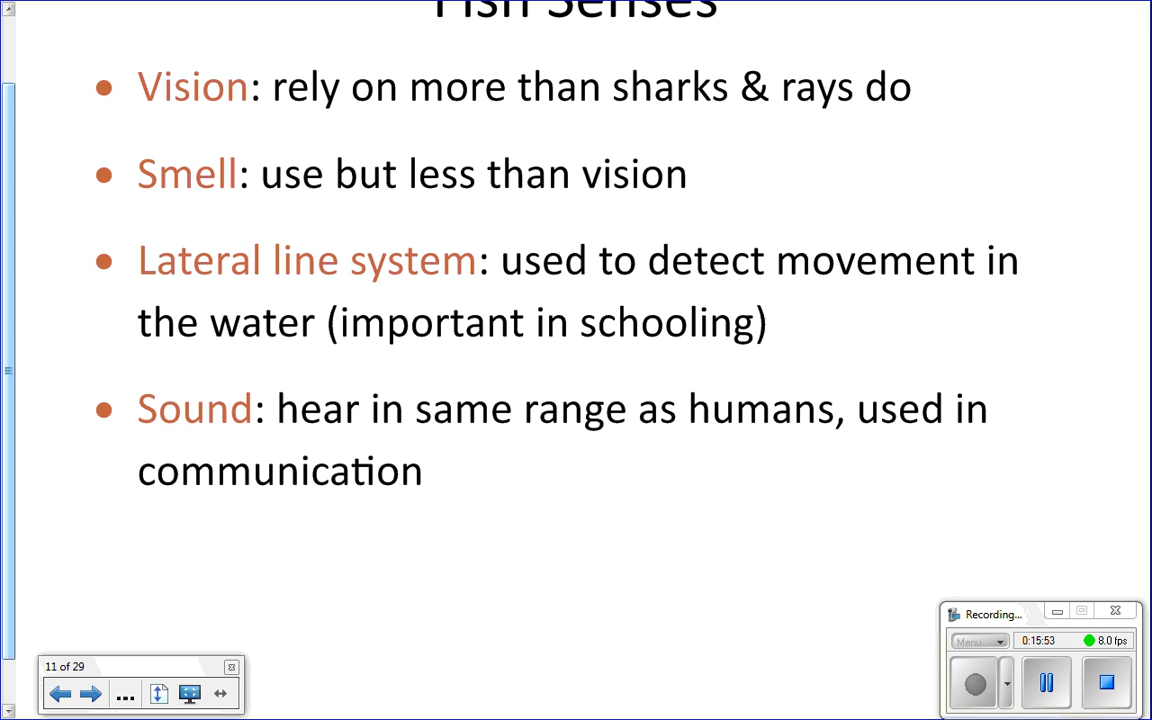 Fish Senses
• Vision: rely on more than sharks & rays do
• Smell: use but less than vision
• Lateral line system: used to detect movement in
the water (important in schooling)
• Sound: hear in same range as humans, used in
communication
Recording...
Menu
0:15:53
8.0 fps
11 of 29
...